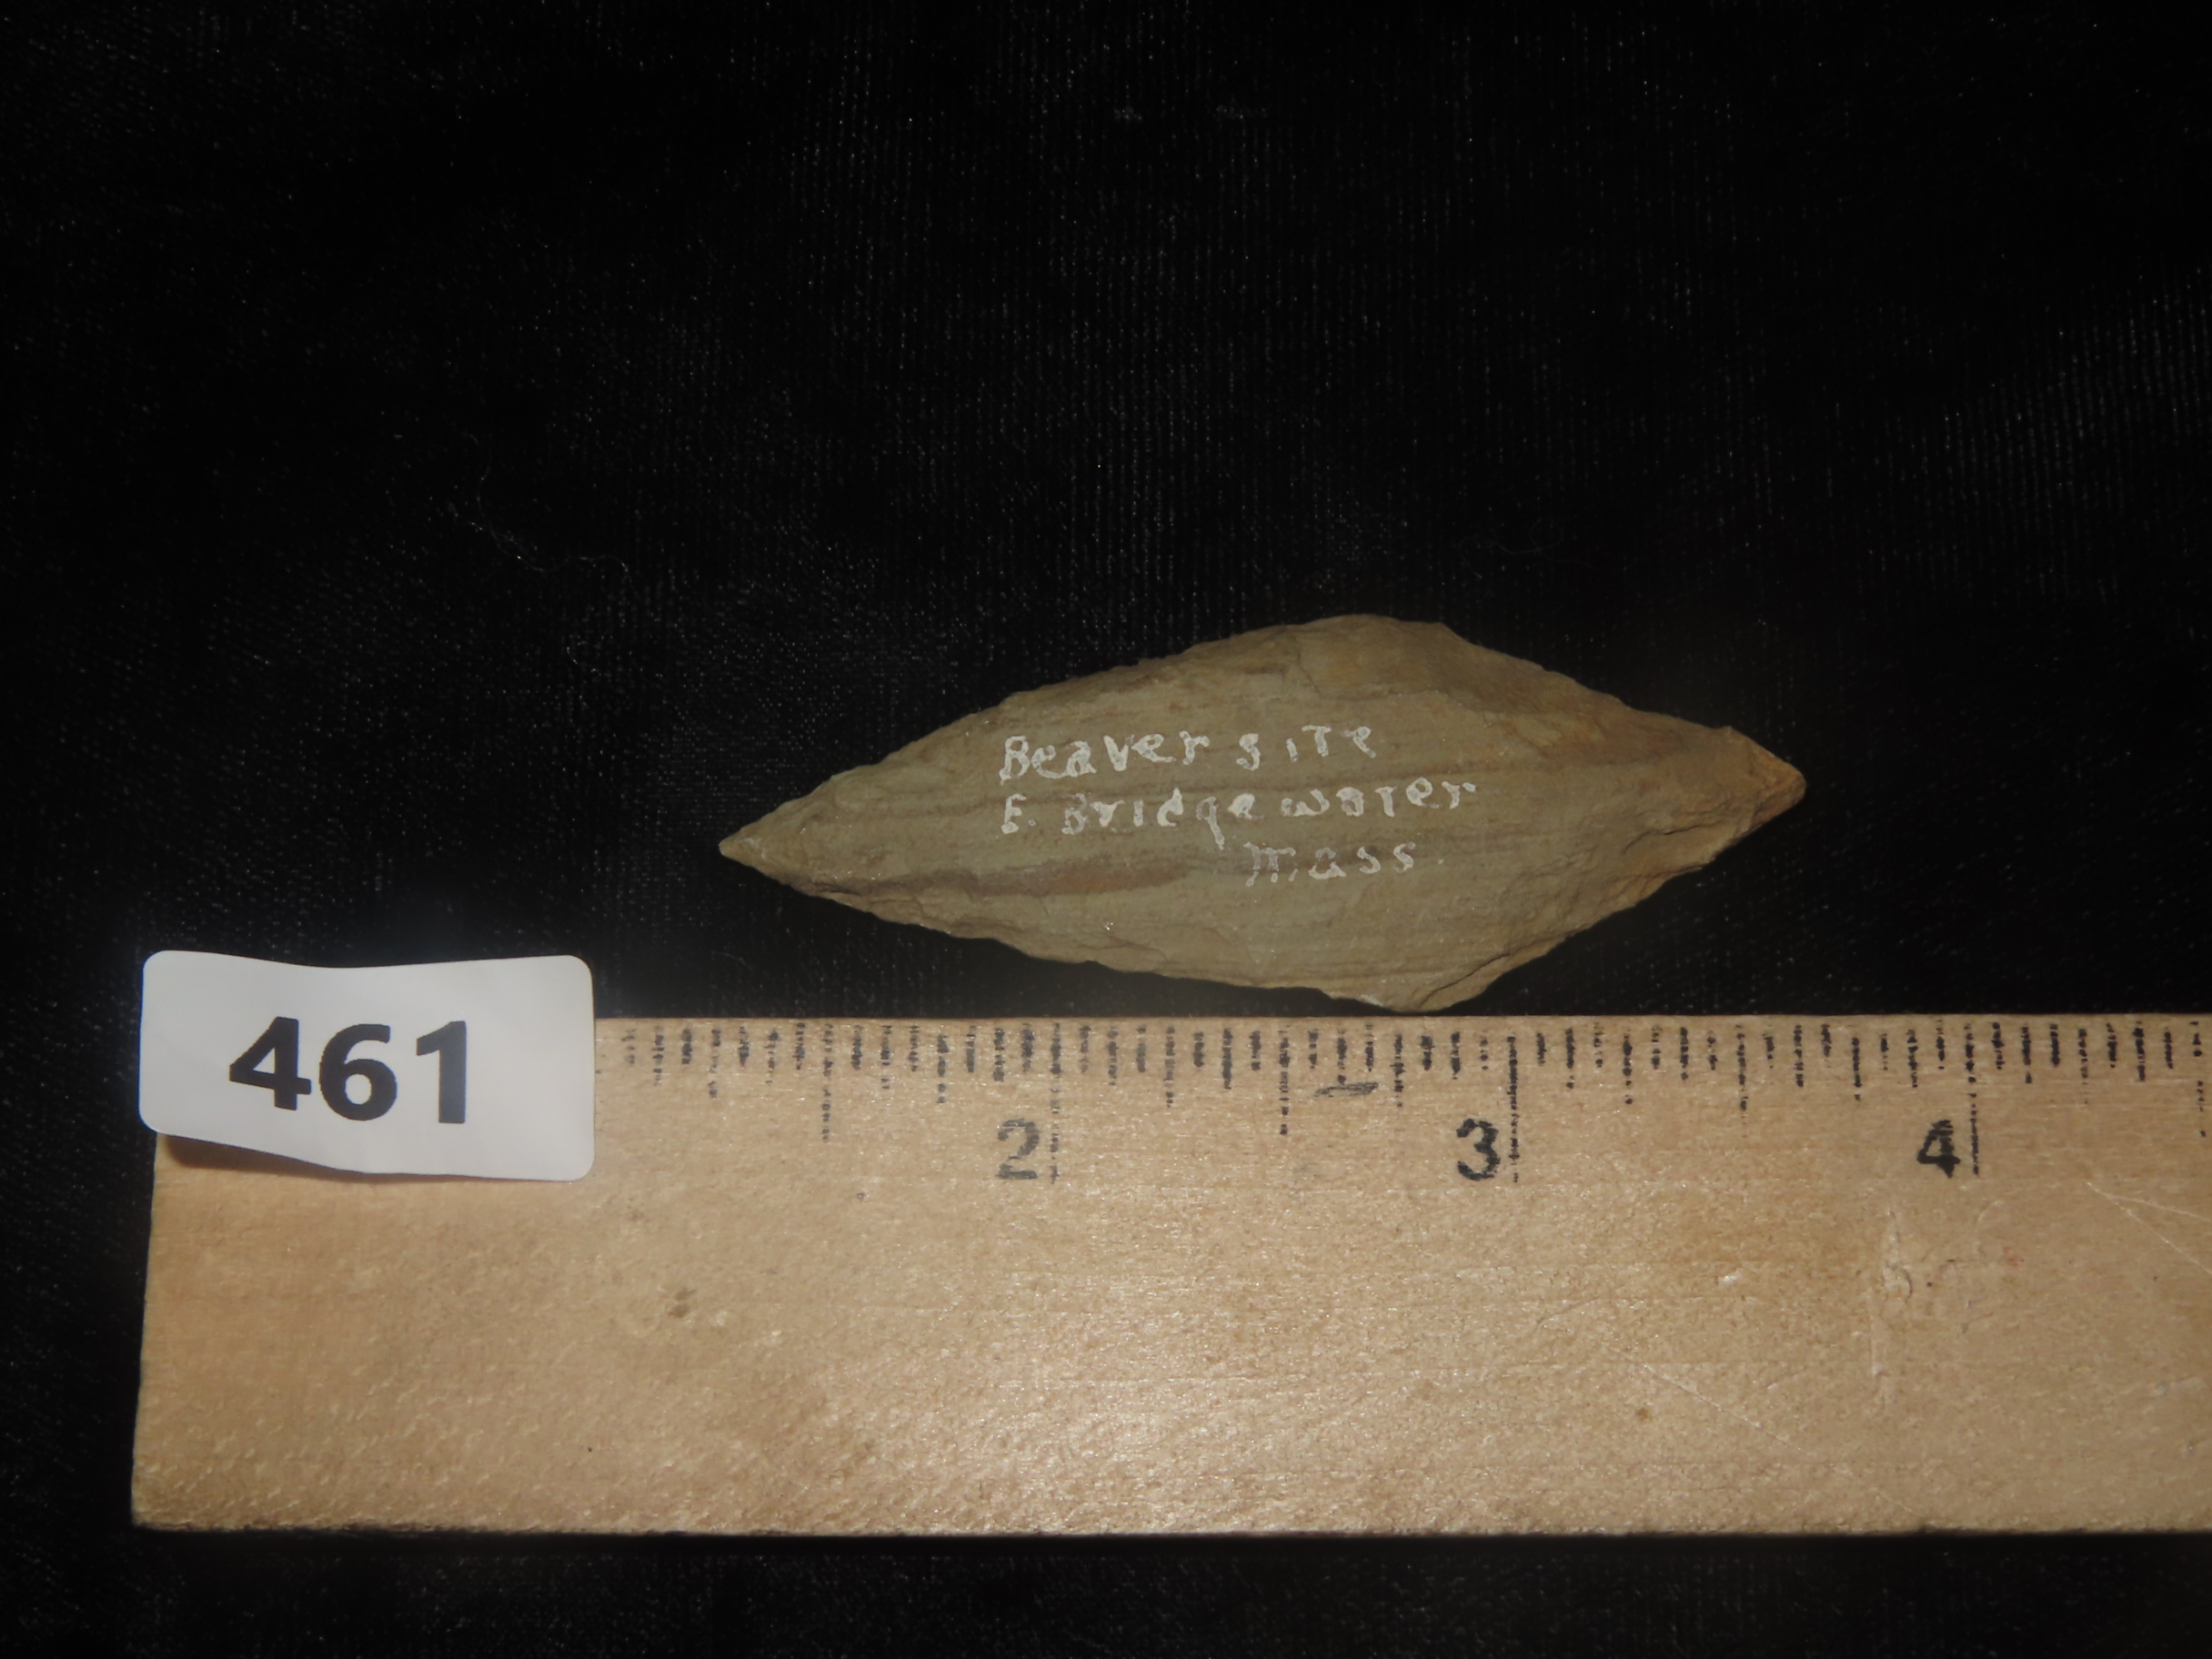 Beaver site
E. Bridgewater
Mass.
461
2
3
4